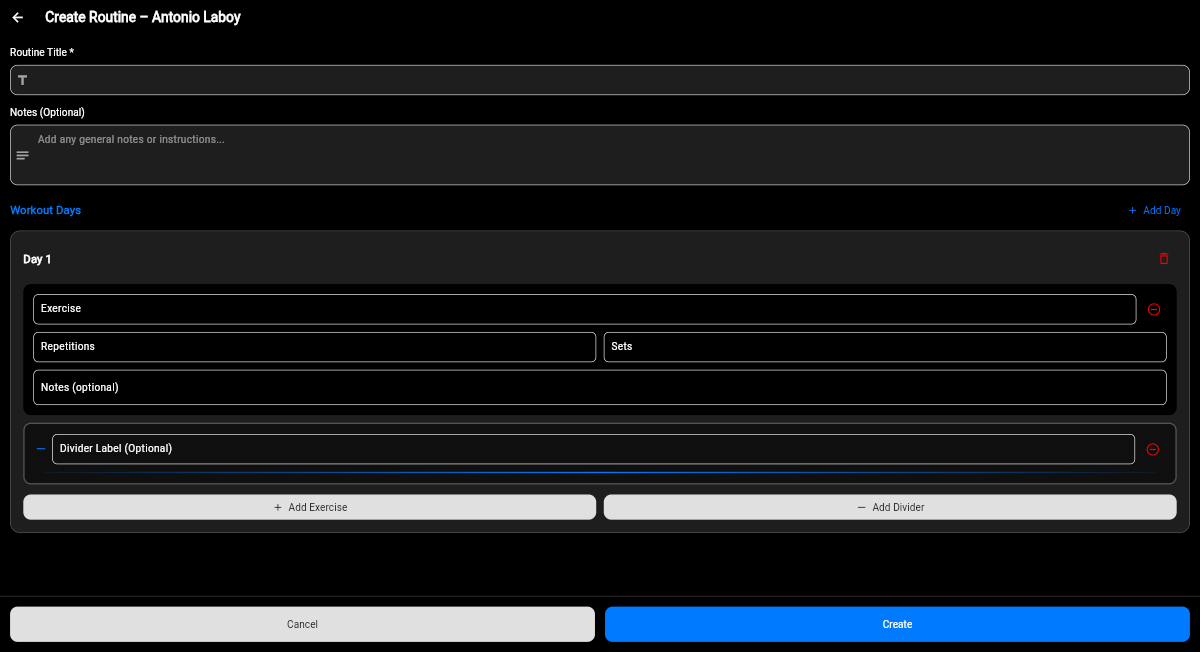 Create Routine – Antonio Laboy
Routine Title *
Notes (Optional)
Add any general notes or instructions...
Workout Days
+ Add Day
Day 1
Exercise
Repetitions
Sets
Notes (optional)
Divider Label (Optional)
+ Add Exercise
— Add Divider
Cancel
Create